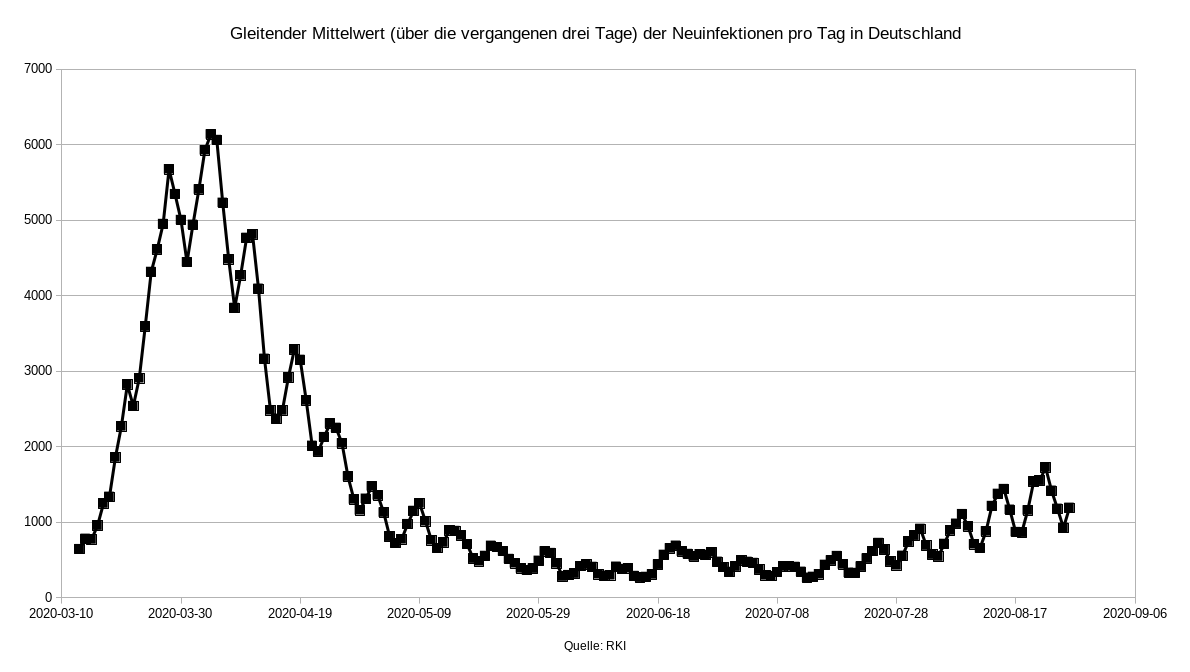 Gleitender Mittelwert (über die vergangenen drei Tage) der Neuinfektionen pro Tag in Deutschland
7000
6000
5000
4000
3000
2000
1000
0
2020-03-10 2020-03-30 2020-04-19 2020-05-09 2020-05-29 2020-06-18 2020-07-08 2020-07-28 2020-08-17 2020-09-06
Quelle: RKI